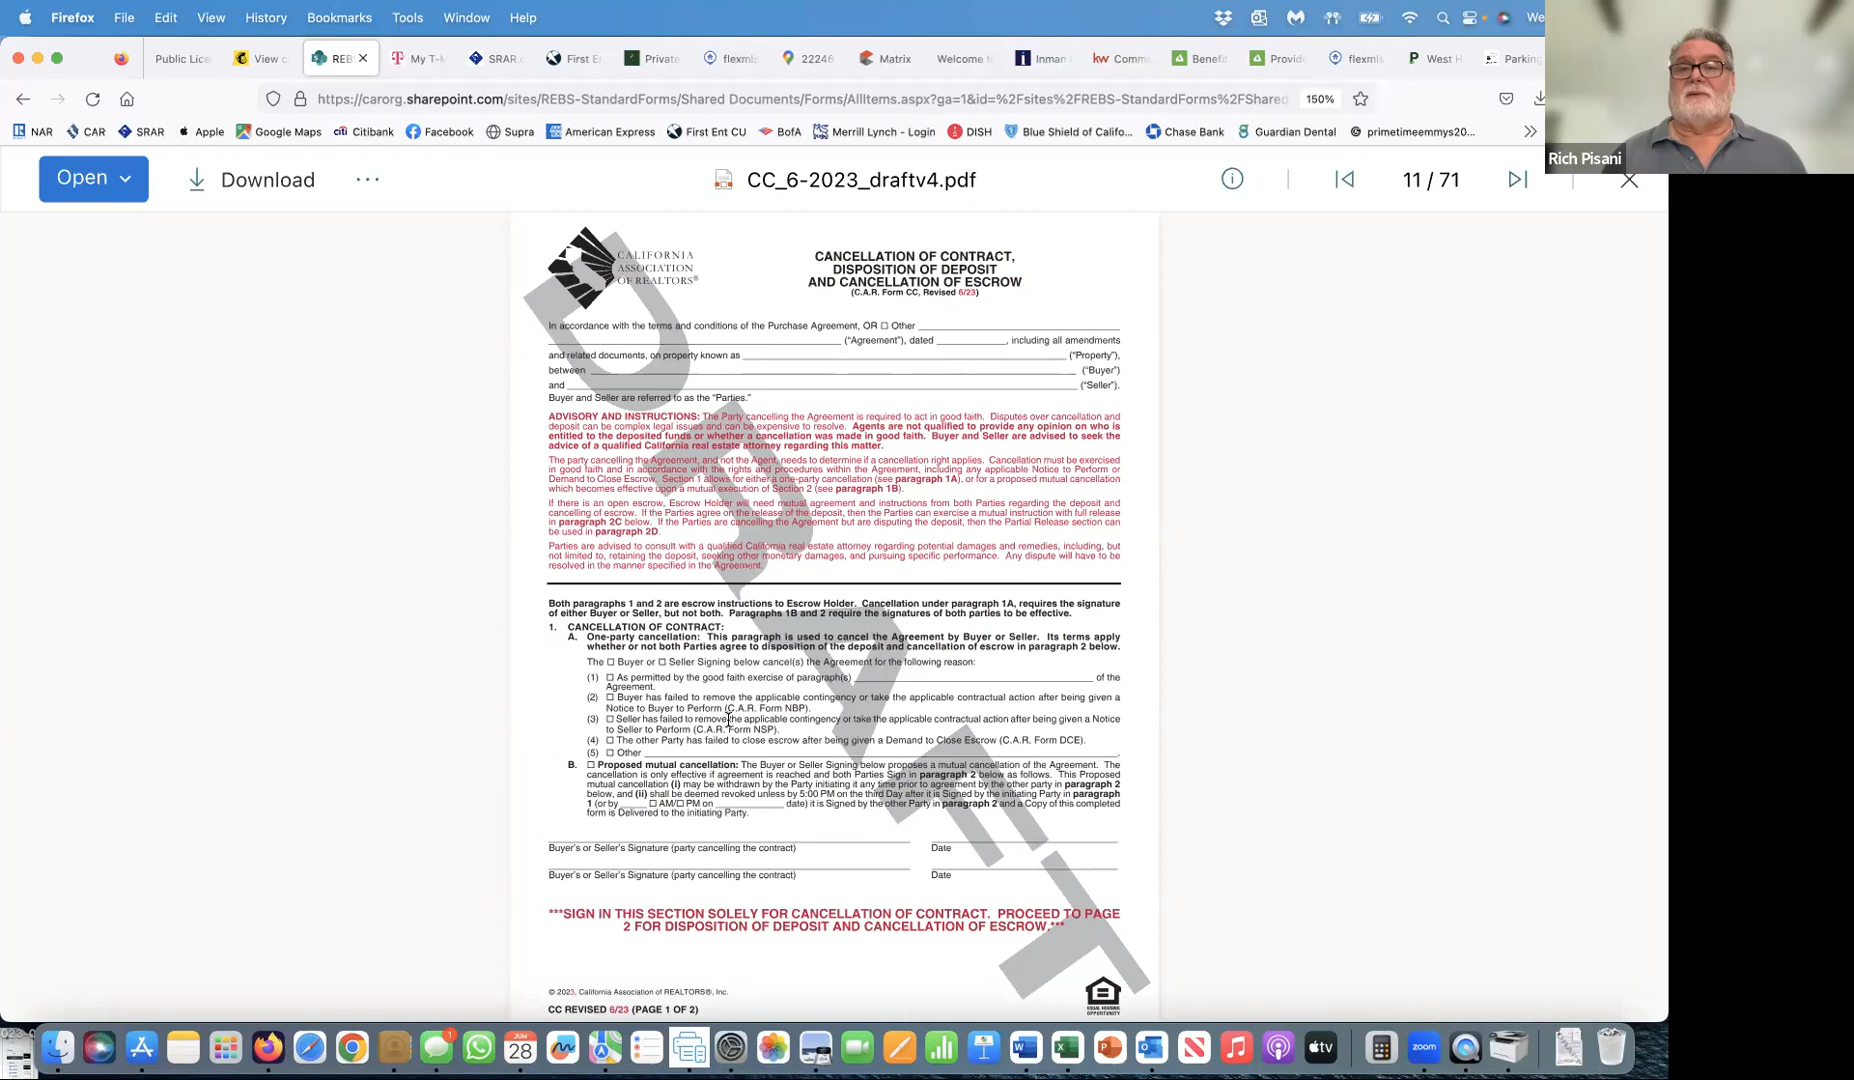 Firefox File Edit View History Bookmarks Tools Window Help We
Public Lice View c REBS My T-M SRAR.c First En Private flexmls 22246 Matrix Welcome to Inman Comma Benefit Provide flexmls West H Parking
https://carorg.sharepoint.com/sites/REBS-StandardForms/Shared Documents/Forms/AllItems.aspx?ga=1&id=%2Fsites%2FREBS-StandardForms%2FShared 150%
NAR CAR SRAR Apple Google Maps Citibank Facebook Supra American Express First Ent CU BofA Merrill Lynch - Login DISH Blue Shield of Califo... Chase Bank Guardian Dental primetimeemmys20...
Rich Pisani
Open Download CC_6-2023_draftv4.pdf 11 / 71
CALIFORNIA
ASSOCIATION
OF REALTORS®
CANCELLATION OF CONTRACT,
DISPOSITION OF DEPOSIT
AND CANCELLATION OF ESCROW
(C.A.R. Form CC, Revised 6/23)
DRAFT
In accordance with the terms and conditions of the Purchase Agreement, OR ☐ Other
("Agreement"), dated , including all amendments
and related documents, on property known as ("Property"),
between ("Buyer")
and ("Seller").
Buyer and Seller are referred to as the "Parties."
ADVISORY AND INSTRUCTIONS: The Party cancelling the Agreement is required to act in good faith. Disputes over cancellation and
deposit can be complex legal issues and can be expensive to resolve. Agents are not qualified to provide any opinion on who is
entitled to the deposited funds or whether a cancellation was made in good faith. Buyer and Seller are advised to seek the
advice of a qualified California real estate attorney regarding this matter.
The party cancelling the Agreement, and not the Agent, needs to determine if a cancellation right applies. Cancellation must be exercised
in good faith and in accordance with the rights and procedures within the Agreement, including any applicable Notice to Perform or
Demand to Close Escrow. Section 1 allows for either a one-party cancellation (see paragraph 1A), or for a proposed mutual cancellation
which becomes effective upon a mutual execution of Section 2 (see paragraph 1B).
If there is an open escrow, Escrow Holder will need mutual agreement and instructions from both Parties regarding the deposit and
cancelling of escrow. If the Parties agree on the release of the deposit, then the Parties can exercise a mutual instruction with full release
in paragraph 2C below. If the Parties are cancelling the Agreement but are disputing the deposit, then the Partial Release section can
be used in paragraph 2D.
Parties are advised to consult with a qualified California real estate attorney regarding potential damages and remedies, including, but
not limited to, retaining the deposit, seeking other monetary damages, and pursuing specific performance. Any dispute will have to be
resolved in the manner specified in the Agreement.
Both paragraphs 1 and 2 are escrow instructions to Escrow Holder. Cancellation under paragraph 1A, requires the signature
of either Buyer or Seller, but not both. Paragraphs 1B and 2 require the signatures of both parties to be effective.
1. CANCELLATION OF CONTRACT:
A. One-party cancellation: This paragraph is used to cancel the Agreement by Buyer or Seller. Its terms apply
whether or not both Parties agree to disposition of the deposit and cancellation of escrow in paragraph 2 below.
The ☐ Buyer or ☐ Seller Signing below cancel(s) the Agreement for the following reason:
(1) ☐ As permitted by the good faith exercise of paragraph(s) of the
Agreement.
(2) ☐ Buyer has failed to remove the applicable contingency or take the applicable contractual action after being given a
Notice to Buyer to Perform (C.A.R. Form NBP).
(3) ☐ Seller has failed to remove the applicable contingency or take the applicable contractual action after being given a Notice
to Seller to Perform (C.A.R. Form NSP).
(4) ☐ The other Party has failed to close escrow after being given a Demand to Close Escrow (C.A.R. Form DCE).
(5) ☐ Other .
B. ☐ Proposed mutual cancellation: The Buyer or Seller Signing below proposes a mutual cancellation of the Agreement. The
cancellation is only effective if agreement is reached and both Parties Sign in paragraph 2 below as follows. This Proposed
mutual cancellation (i) may be withdrawn by the Party initiating it any time prior to agreement by the other party in paragraph 2
below, and (ii) shall be deemed revoked unless by 5:00 PM on the third Day after it is Signed by the initiating Party in paragraph
1 (or by ☐ AM/☐ PM on date) it is Signed by the other Party in paragraph 2 and a Copy of this completed
form is Delivered to the initiating Party.
Buyer's or Seller's Signature (party cancelling the contract) Date
Buyer's or Seller's Signature (party cancelling the contract) Date
***SIGN IN THIS SECTION SOLELY FOR CANCELLATION OF CONTRACT. PROCEED TO PAGE
2 FOR DISPOSITION OF DEPOSIT AND CANCELLATION OF ESCROW.***
© 2023, California Association of REALTORS®, Inc.
CC REVISED 6/23 (PAGE 1 OF 2)
EQUAL HOUSING
OPPORTUNITY
1 JUN 28 zoom tv